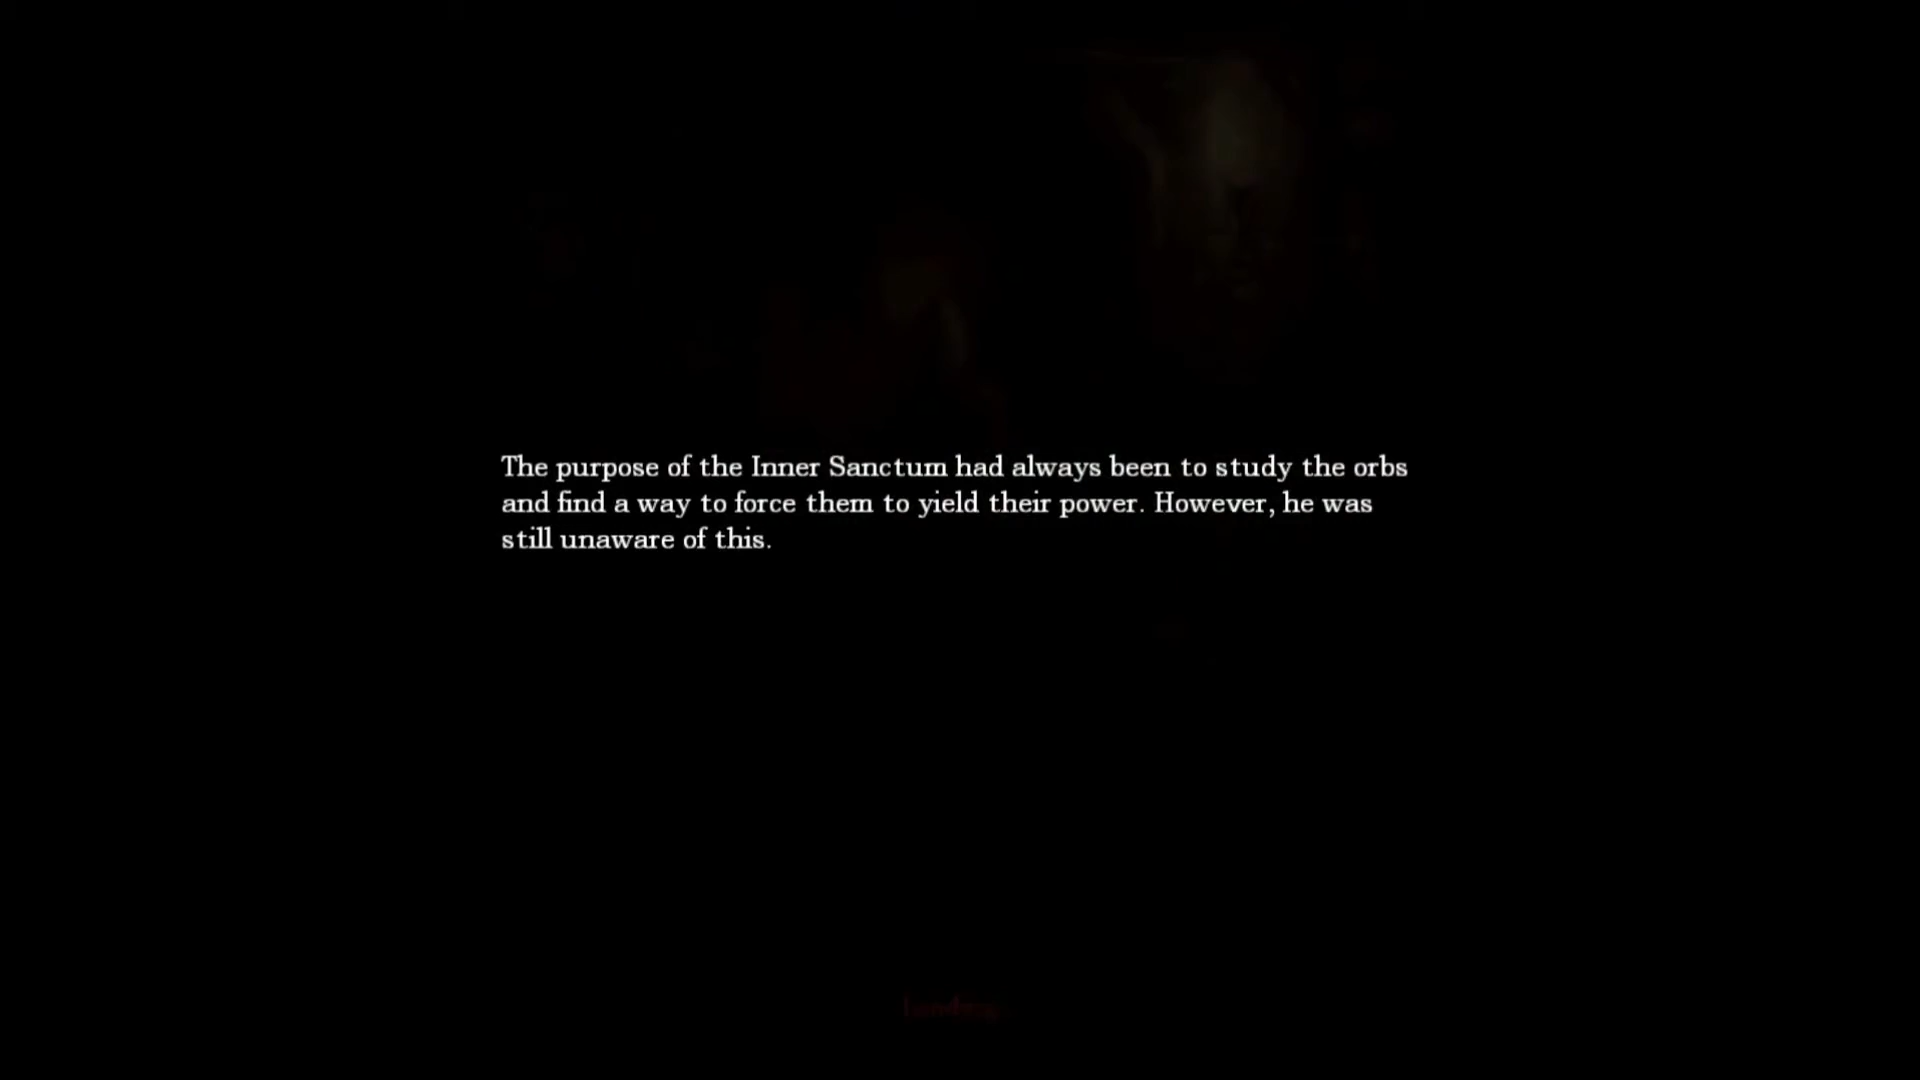 The purpose of the Inner Sanctum had always been to study the orbs
and find a way to force them to yield their power. However, he was
still unaware of this.
Loading